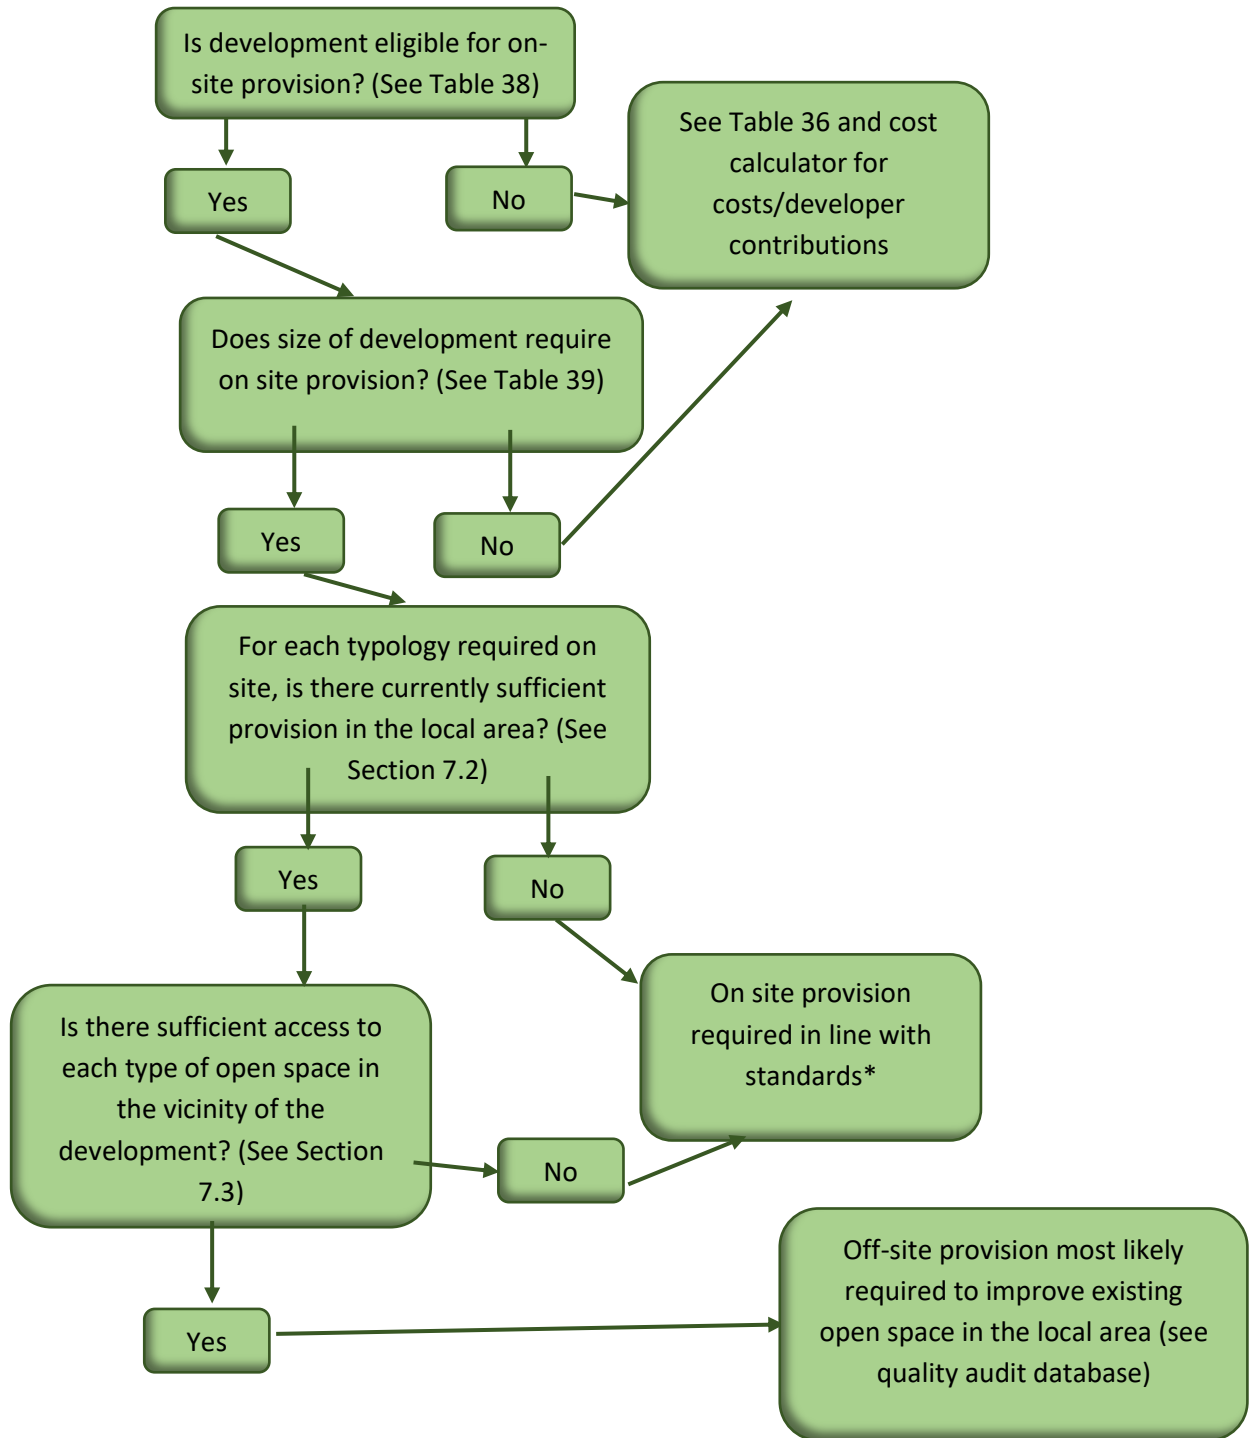 Is development eligible for on-
site provision? (See Table 38)
See Table 36 and cost
calculator for
costs/developer
contributions
Yes
No
Does size of development require
on site provision? (See Table 39)
Yes
No
For each typology required on
site, is there currently sufficient
provision in the local area? (See
Section 7.2)
Yes
No
On site provision
required in line with
standards*
Is there sufficient access to
each type of open space in
the vicinity of the
development? (See Section
7.3)
No
Off-site provision most likely
required to improve existing
open space in the local area (see
quality audit database)
Yes